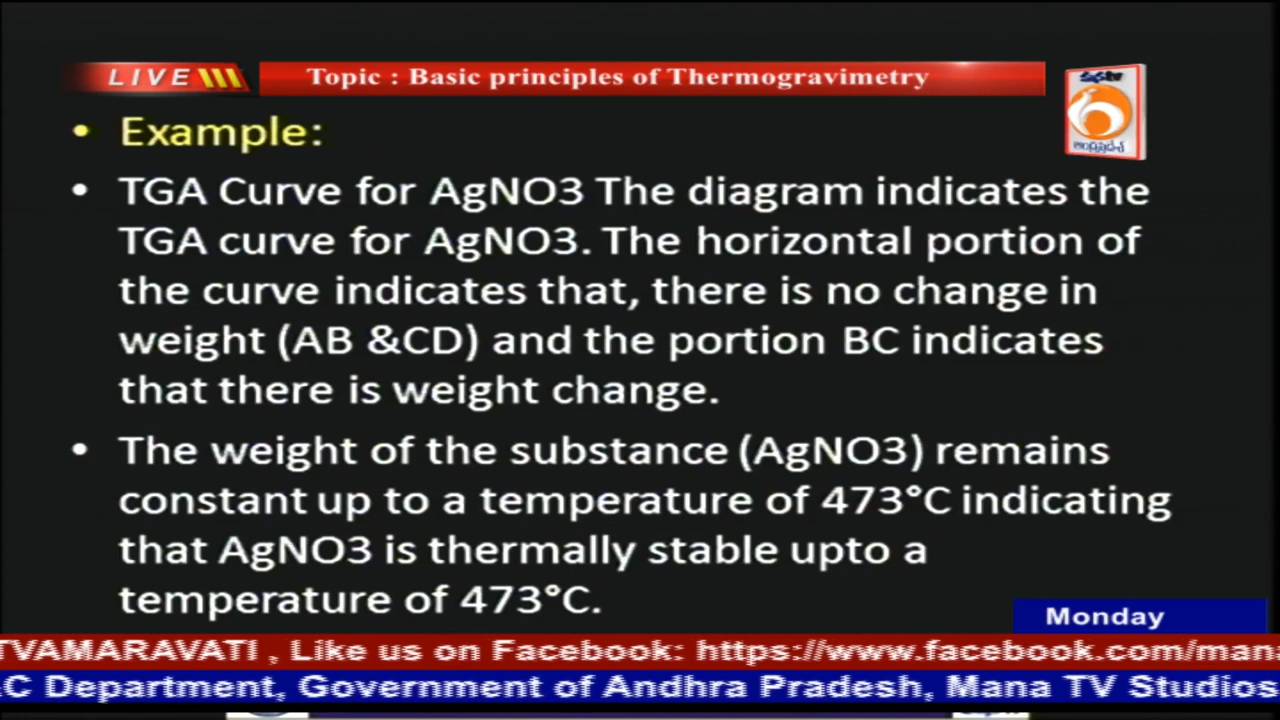 LIVE
Topic : Basic principles of Thermogravimetry
• Example:
• TGA Curve for AgNO3 The diagram indicates the
TGA curve for AgNO3. The horizontal portion of
the curve indicates that, there is no change in
weight (AB &CD) and the portion BC indicates
that there is weight change.
• The weight of the substance (AgNO3) remains
constant up to a temperature of 473°C indicating
that AgNO3 is thermally stable upto a
temperature of 473°C.
Monday
TVAMARAVATI , Like us on Facebook: https://www.facebook.com/mana
&C Department, Government of Andhra Pradesh, Mana TV Studios